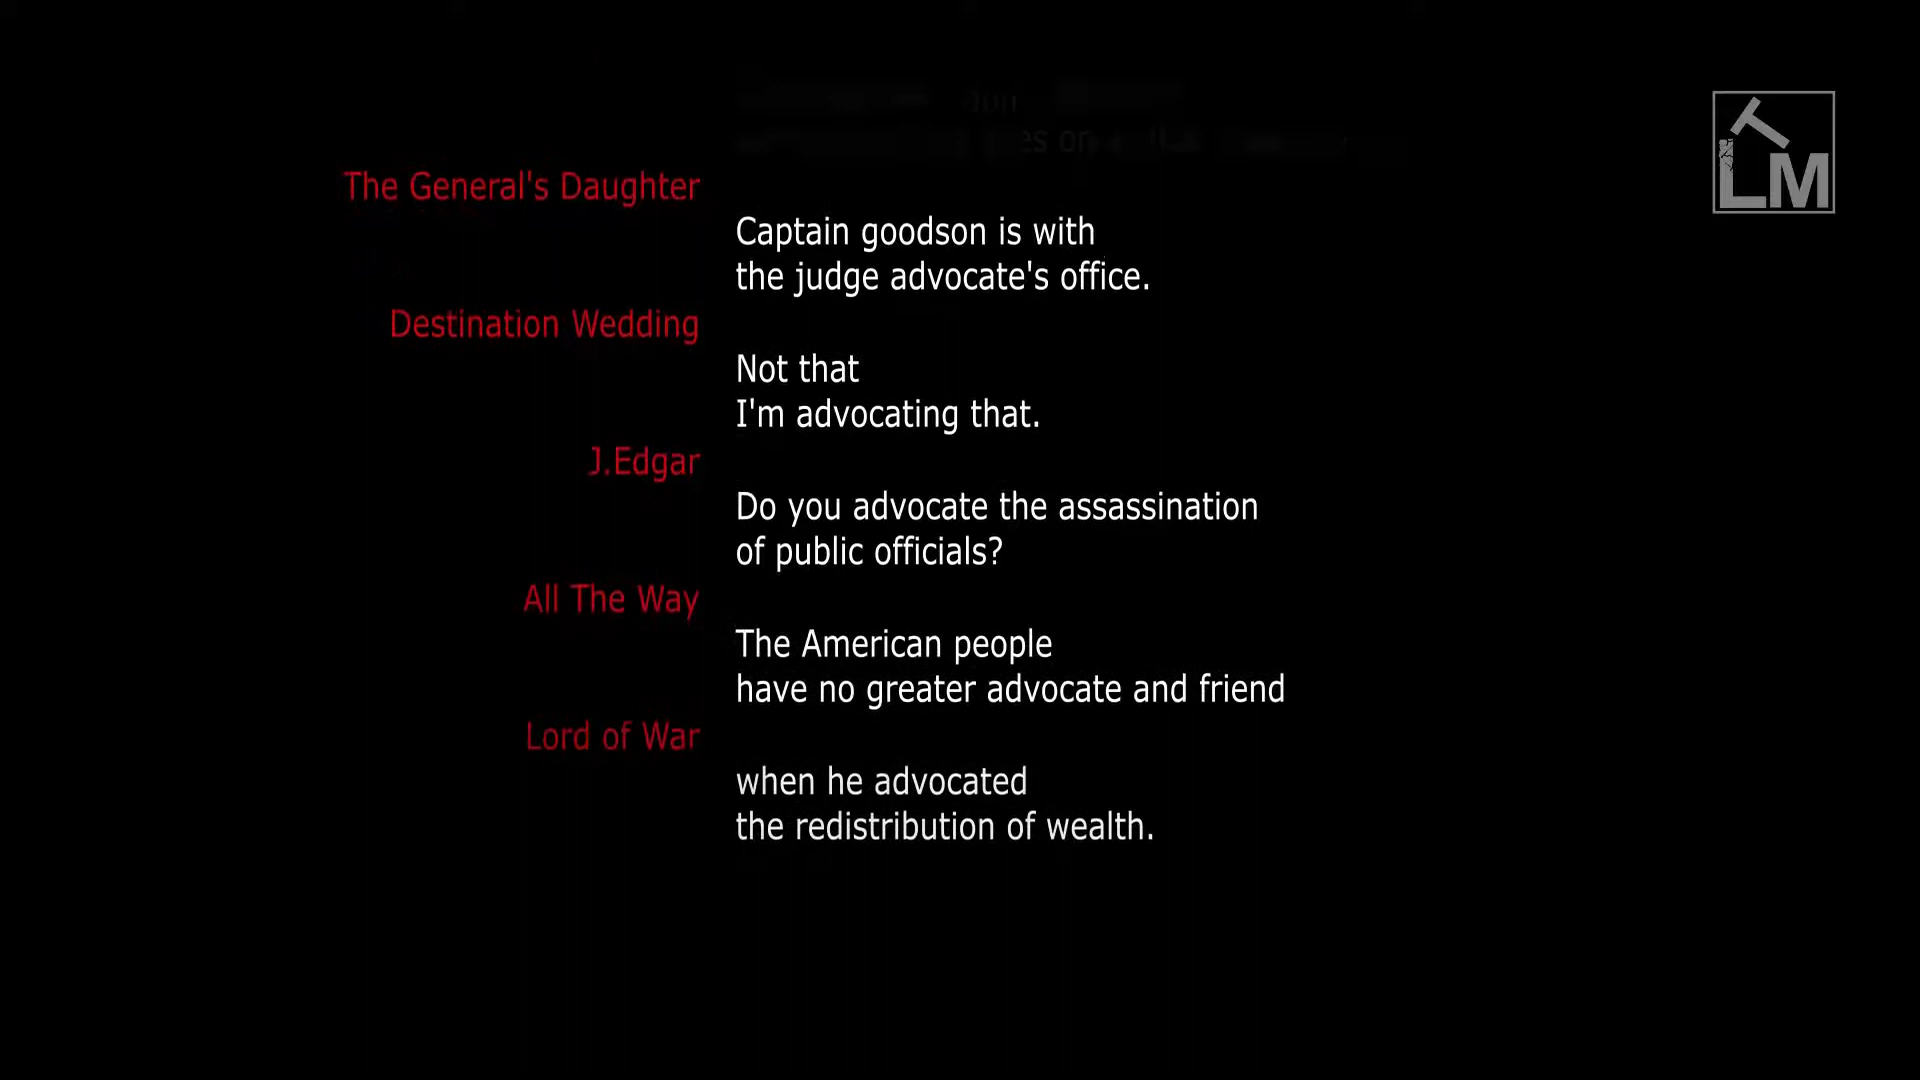 The General's Daughter
Captain goodson is with
the judge advocate's office.
Destination Wedding
Not that
I'm advocating that.
J.Edgar
Do you advocate the assassination
of public officials?
All The Way
The American people
have no greater advocate and friend
Lord of War
when he advocated
the redistribution of wealth.
LM